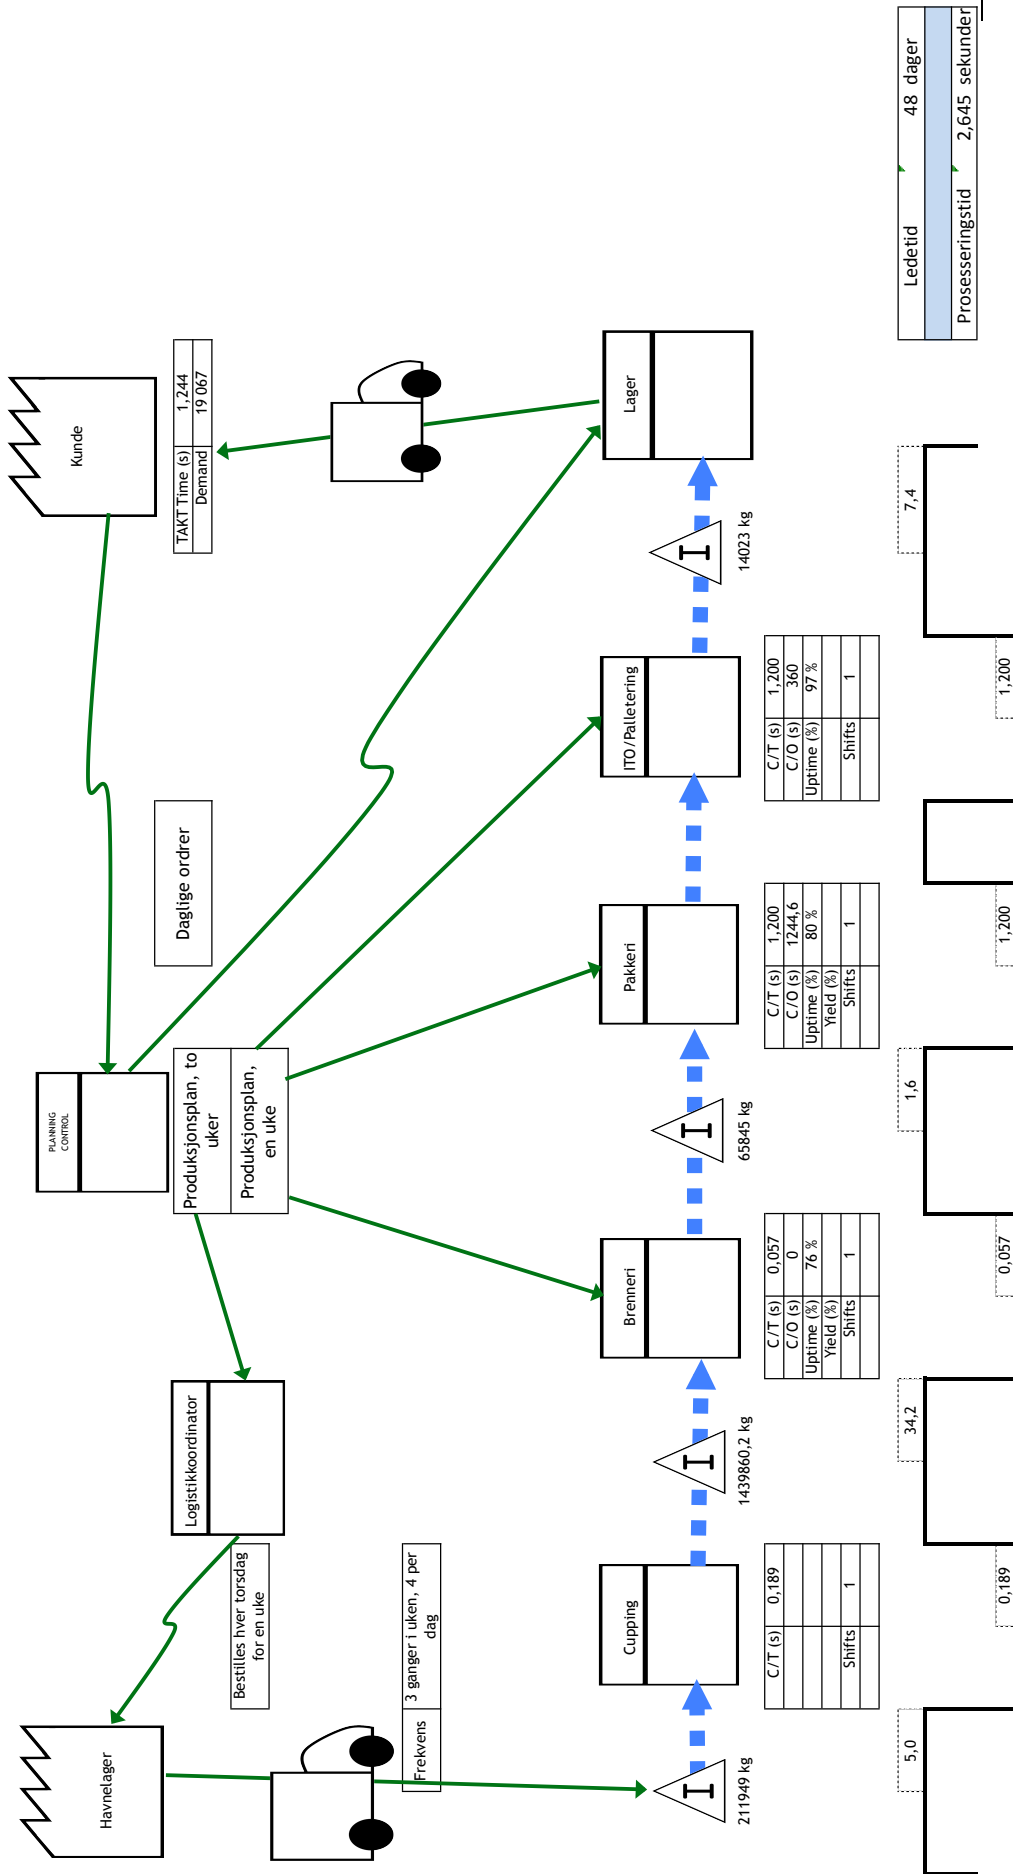 Havnelager
Bestilles hver torsdag
for en uke
Frekvens
3 ganger i uken, 4 per
dag
Logistikkoordinator
PLANNING
CONTROL
Produksjonsplan, to
uker
Produksjonsplan,
en uke
Daglige ordrer
Kunde
TAKT Time (s) 1,244
Demand 19 067
211949 kg
Cupping
1439860,2 kg
Brenneri
65845 kg
Pakkeri
ITO/Palletering
14023 kg
Lager
C/T (s) 0,189
Shifts 1
C/T (s) 0,057
C/O (s) 0
Uptime (%) 76 %
Yield (%)
Shifts 1
C/T (s) 1,200
C/O (s) 1244,6
Uptime (%) 80 %
Yield (%)
Shifts 1
C/T (s) 1,200
C/O (s) 360
Uptime (%) 97 %
Shifts 1
5,0
0,189
34,2
0,057
1,6
1,200
1,200
7,4
Ledetid 48 dager
Prosesseringstid 2,645 sekunder